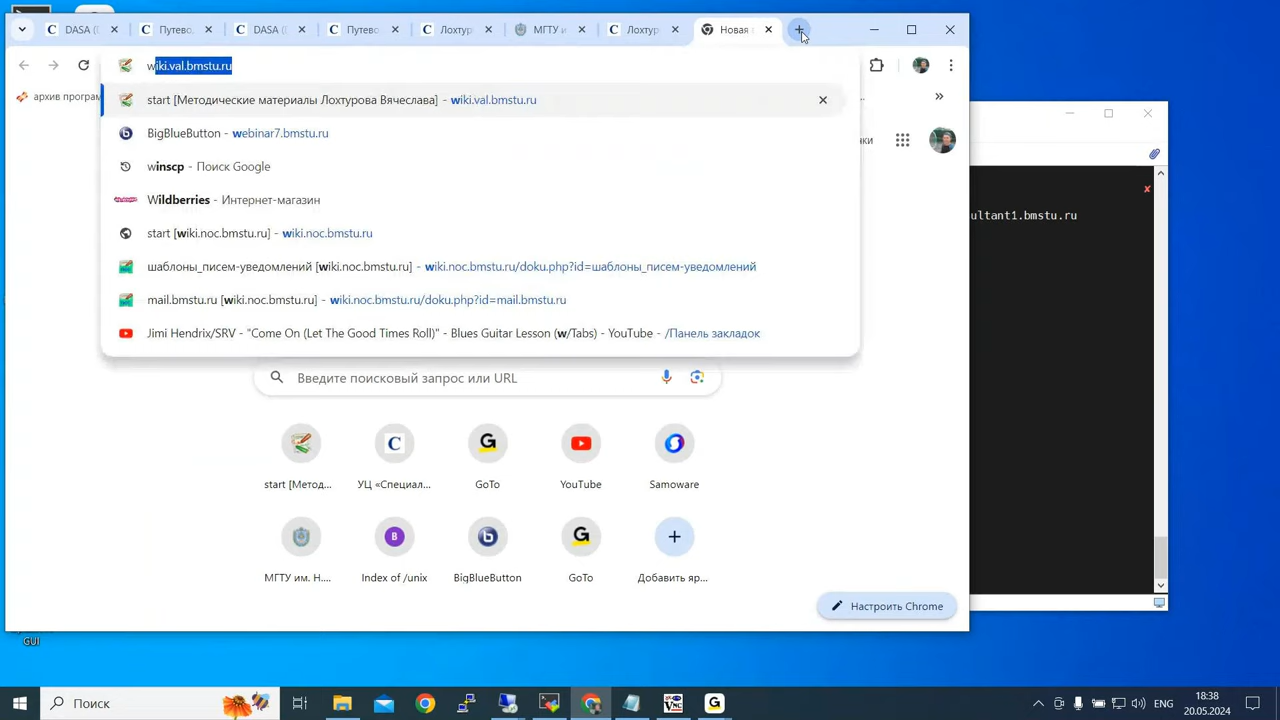 DASA (
Путево
DASA (
Путево
Лохтур
МГТУ и
Лохтур
Новая
wiki.val.bmstu.ru
архив програм
start [Методические материалы Лохтурова Вячеслава] - wiki.val.bmstu.ru
BigBlueButton - webinar7.bmstu.ru
winscp - Поиск Google
нки
Wildberries - Интернет-магазин
start [wiki.noc.bmstu.ru] - wiki.noc.bmstu.ru
ultant1.bmstu.ru
шаблоны_писем-уведомлений [wiki.noc.bmstu.ru] - wiki.noc.bmstu.ru/doku.php?id=шаблоны_писем-уведомлений
mail.bmstu.ru [wiki.noc.bmstu.ru] - wiki.noc.bmstu.ru/doku.php?id=mail.bmstu.ru
Jimi Hendrix/SRV - "Come On (Let The Good Times Roll)" - Blues Guitar Lesson (w/Tabs) - YouTube - /Панель закладок
Введите поисковый запрос или URL
start [Метод...
УЦ «Специал...
GoTo
YouTube
Samoware
МГТУ им. Н....
Index of /unix
BigBlueButton
GoTo
Добавить яр...
Настроить Chrome
GUI
Поиск
ENG
18:38
20.05.2024